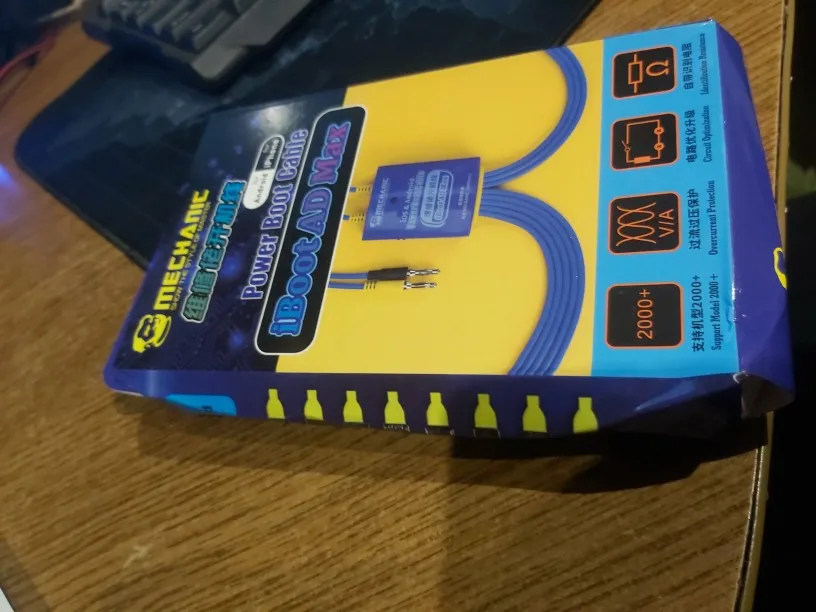 MECHANIC
维修佬开机线
Power Boot Cable
Android
iPhone
iBoot AD Max
MECHANIC
Ω
自带识别电阻
Identification Resistance
电路优化升级
Circuit Optimization
V/A
过流过压保护
Overcurrent Protection
2000+
支持机型2000+
Support Model 2000+